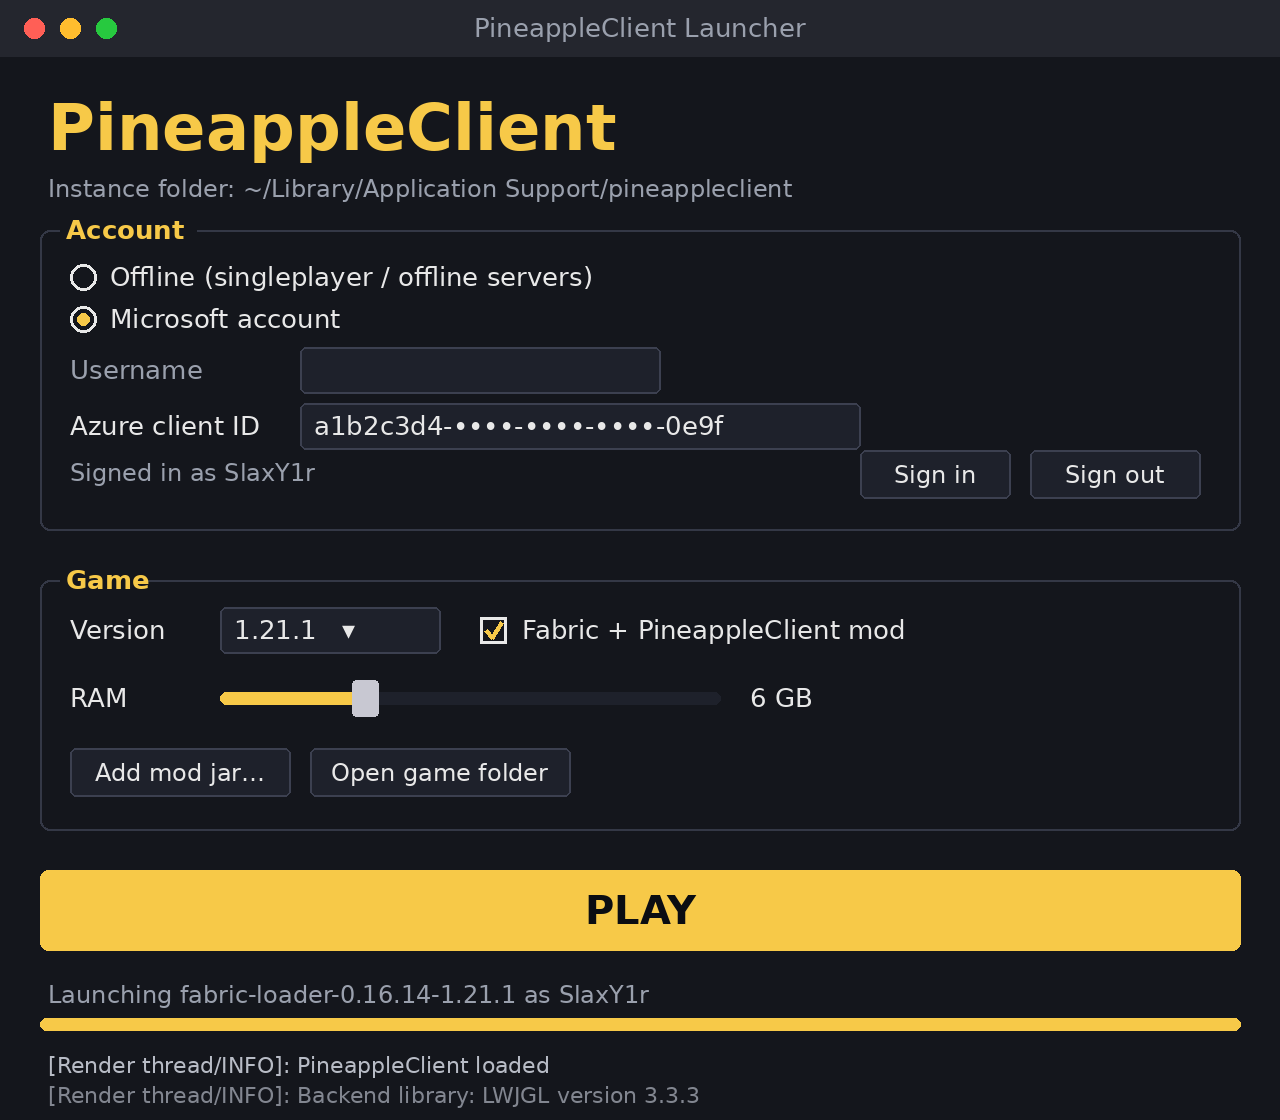 PineappleClient Launcher
PineappleClient
Instance folder: ~/Library/Application Support/pineappleclient
Account
Offline (singleplayer / offline servers)
Microsoft account
Username
Azure client ID a1b2c3d4-••••-••••-••••-0e9f
Signed in as SlaxY1r Sign in Sign out
Game
Version 1.21.1 ▾ Fabric + PineappleClient mod
RAM 6 GB
Add mod jar... Open game folder
PLAY
Launching fabric-loader-0.16.14-1.21.1 as SlaxY1r
[Render thread/INFO]: PineappleClient loaded
[Render thread/INFO]: Backend library: LWJGL version 3.3.3